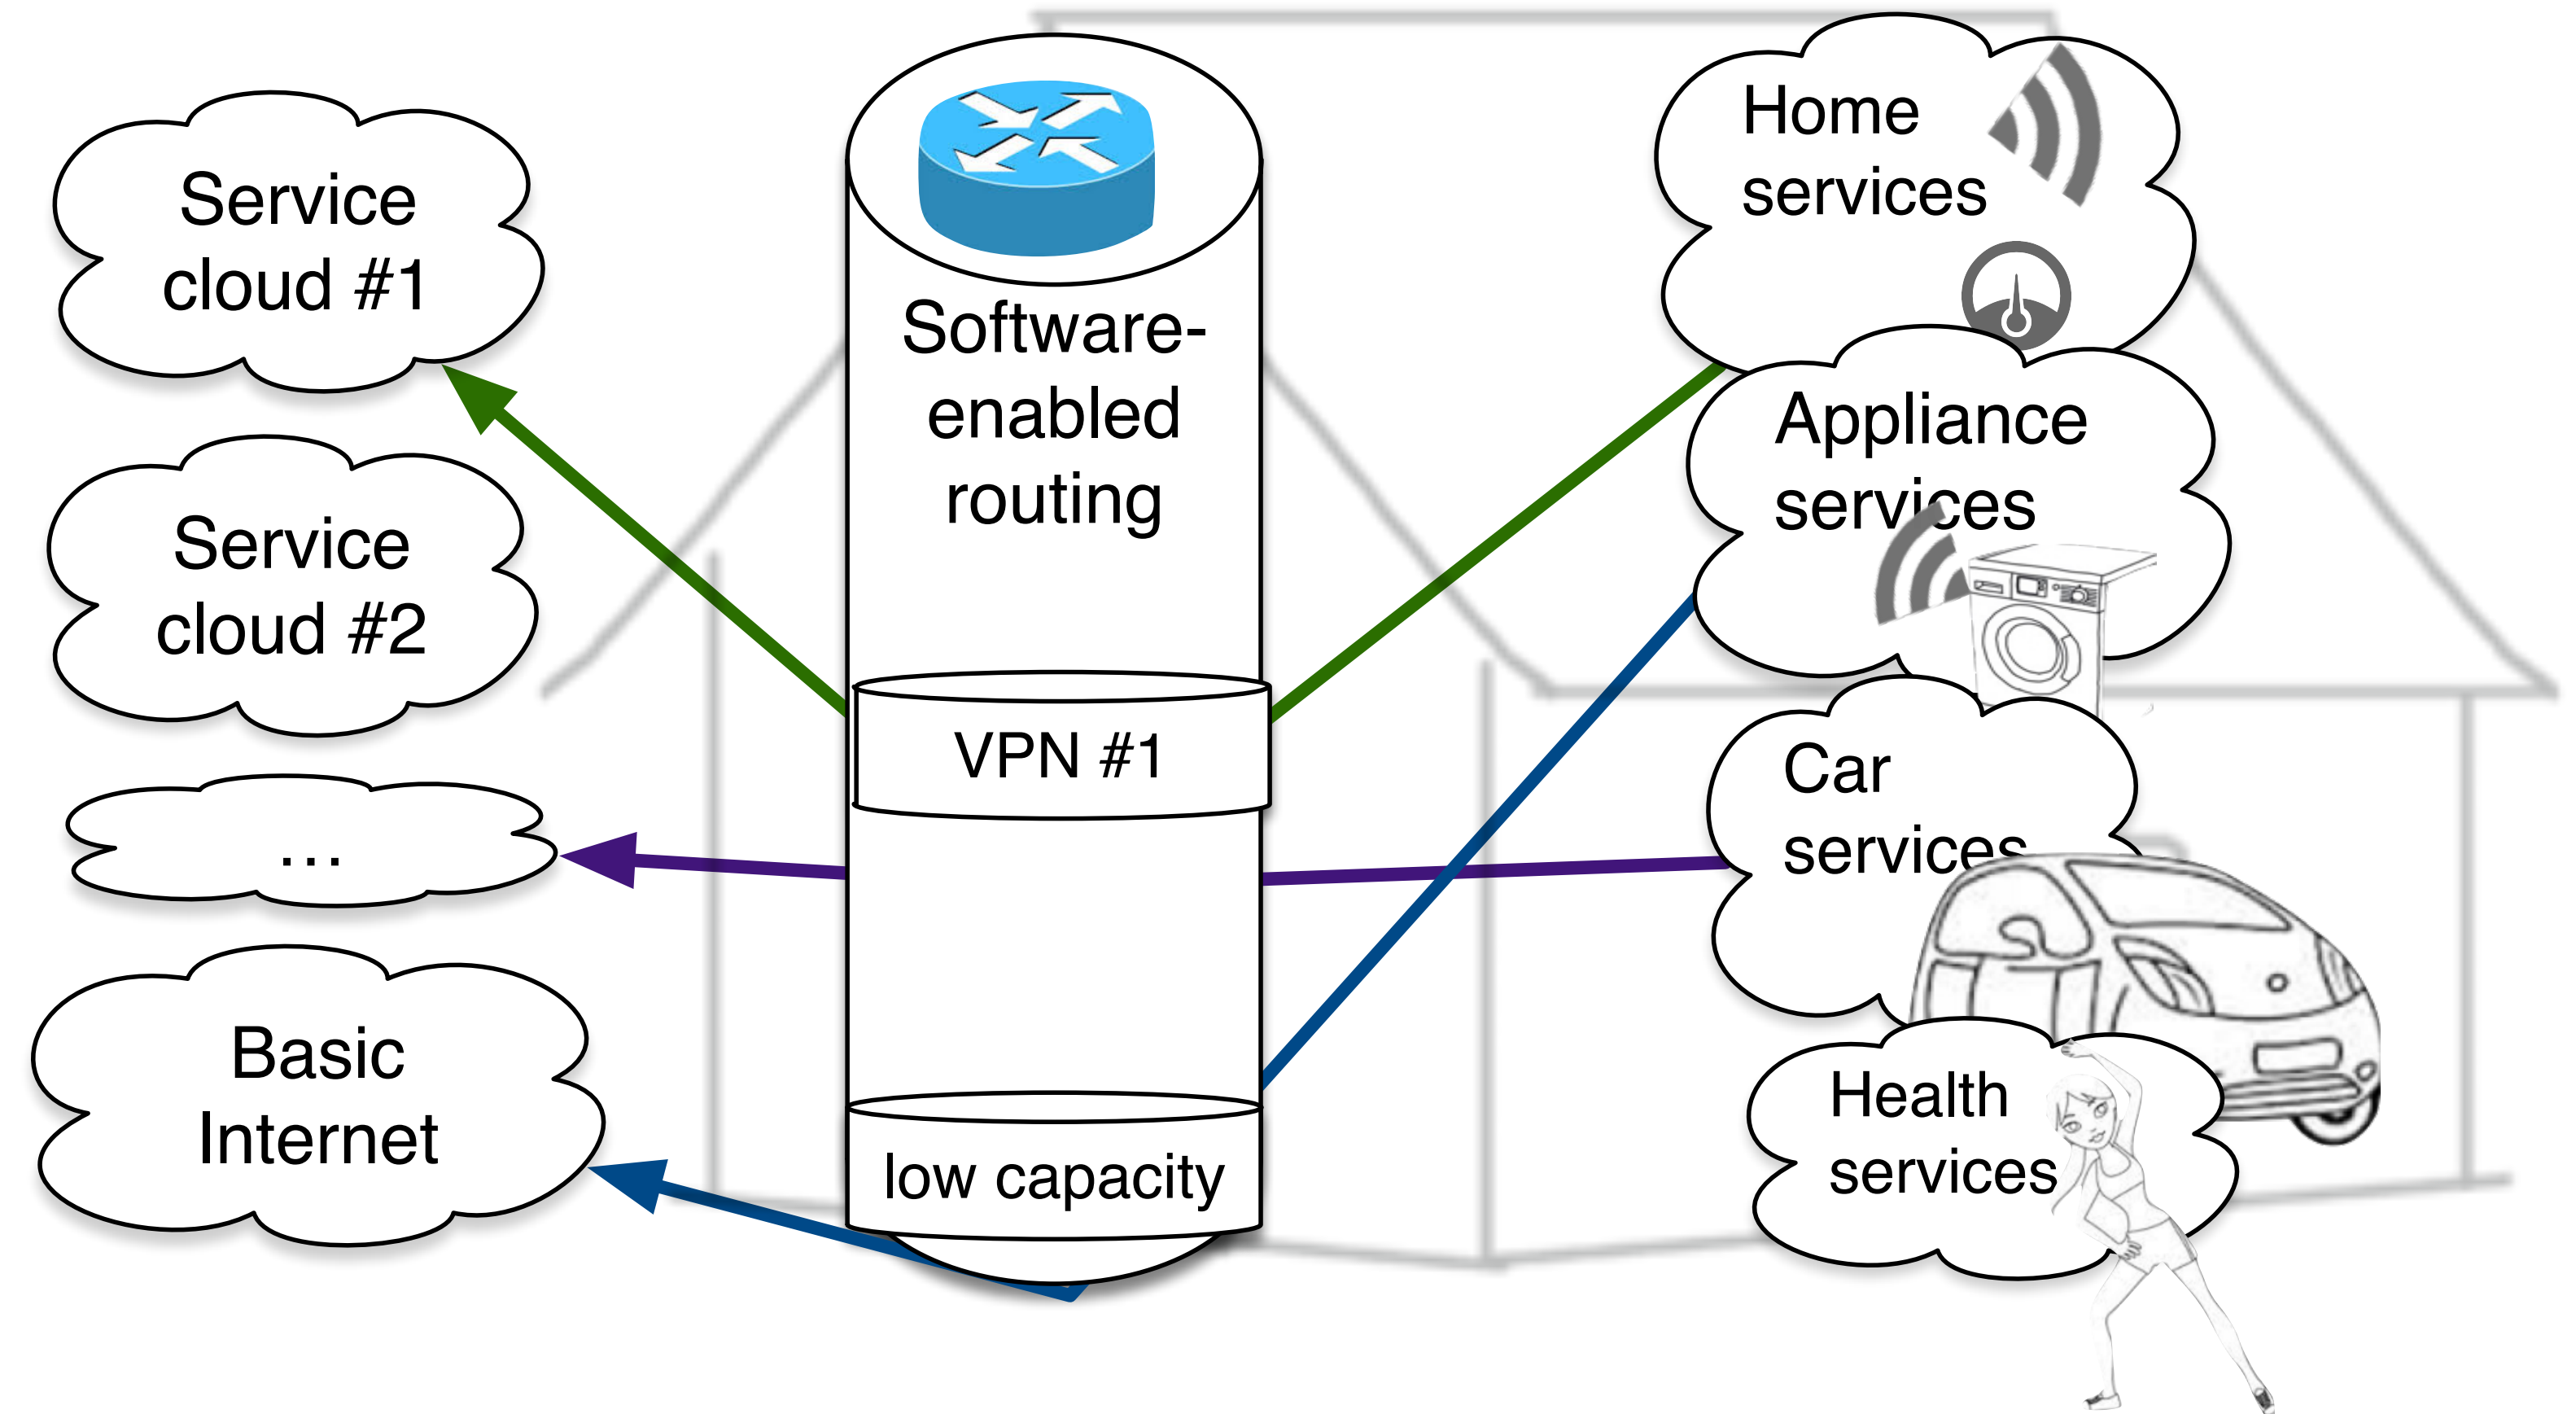 Service
cloud #1
Service
cloud #2
...
Basic
Internet
Software-
enabled
routing
VPN #1
low capacity
Home
services
Appliance
services
Car
services
Health
services